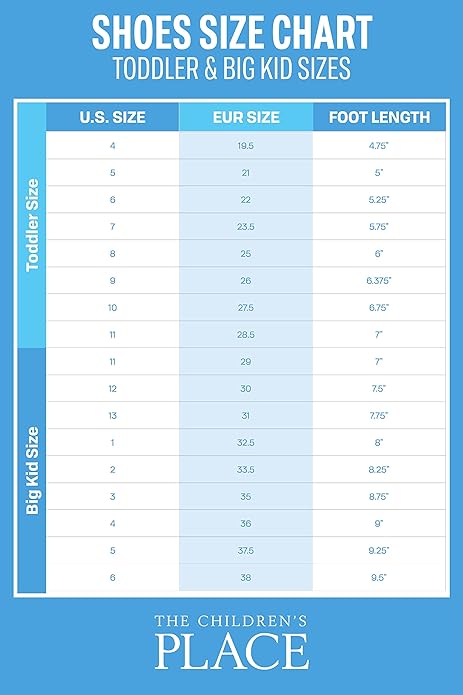 SHOES SIZE CHART
TODDLER & BIG KID SIZES
U.S. SIZE EUR SIZE FOOT LENGTH
Toddler Size
4 19.5 4.75"
5 21 5"
6 22 5.25"
7 23.5 5.75"
8 25 6"
9 26 6.375"
10 27.5 6.75"
11 28.5 7"
Big Kid Size
11 29 7"
12 30 7.5"
13 31 7.75"
1 32.5 8"
2 33.5 8.25"
3 35 8.75"
4 36 9"
5 37.5 9.25"
6 38 9.5"
THE CHILDREN'S
PLACE